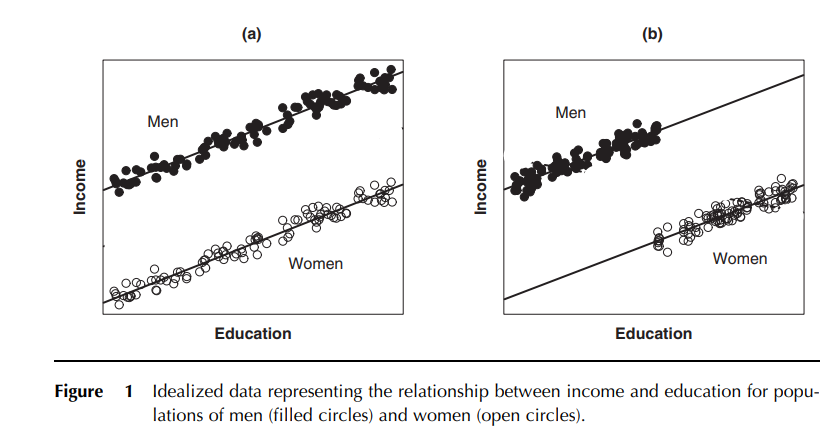 (a)
Men
Women
Income
Education
(b)
Men
Women
Income
Education
Figure 1 Idealized data representing the relationship between income and education for popu-
lations of men (filled circles) and women (open circles).